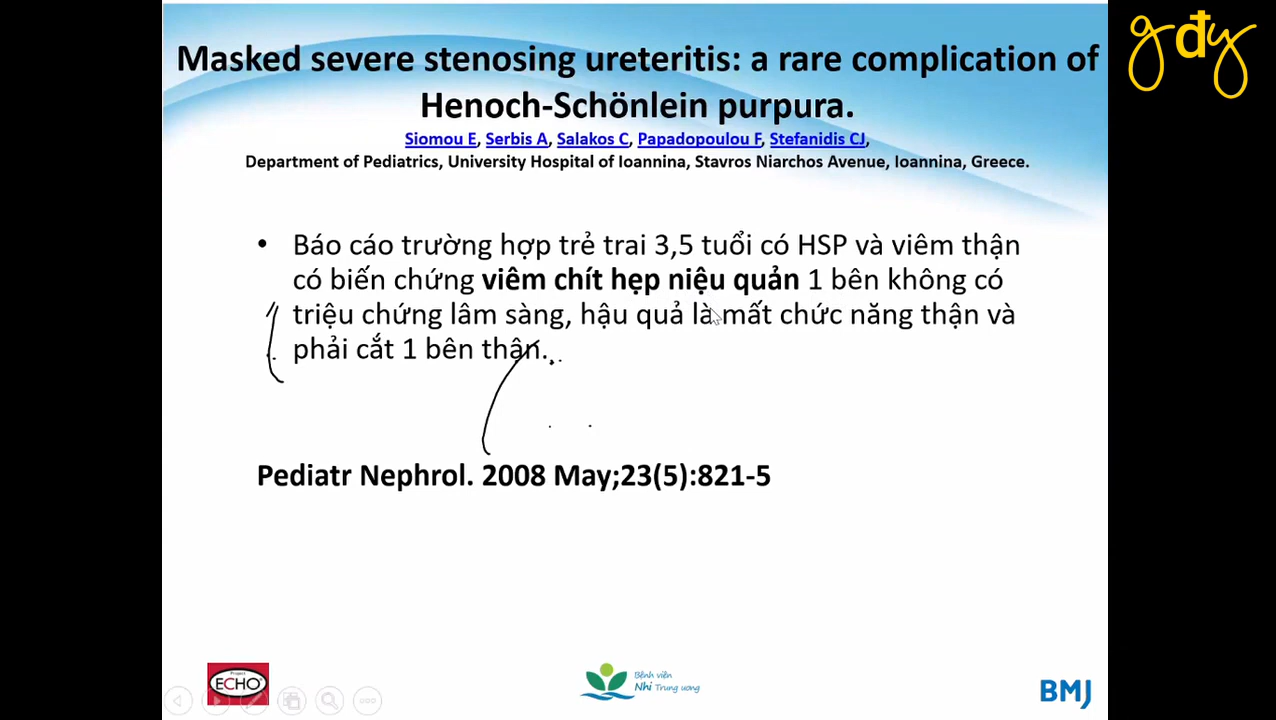 gdy
Masked severe stenosing ureteritis: a rare complication of
Henoch-Schönlein purpura.
Siomou E, Serbis A, Salakos C, Papadopoulou F, Stefanidis CJ,
Department of Pediatrics, University Hospital of Ioannina, Stavros Niarchos Avenue, Ioannina, Greece.
• Báo cáo trường hợp trẻ trai 3,5 tuổi có HSP và viêm thận
có biến chứng viêm chít hẹp niệu quản 1 bên không có
triệu chứng lâm sàng, hậu quả là mất chức năng thận và
phải cắt 1 bên thận.
Pediatr Nephrol. 2008 May;23(5):821-5
Project
ECHO
Bệnh viện
Nhi Trung ương
BMJ